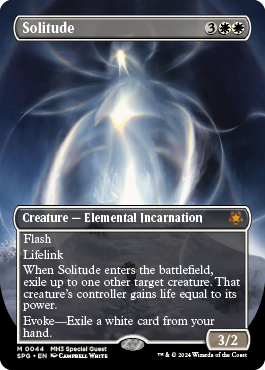 Solitude 3
Creature — Elemental Incarnation
Flash
Lifelink
When Solitude enters the battlefield,
exile up to one other target creature. That
creature's controller gains life equal to its
power.
Evoke—Exile a white card from your
hand.
3/2
M 0044 MH3 Special Guest
SPG • EN Campbell White
™ & © 2024 Wizards of the Coast